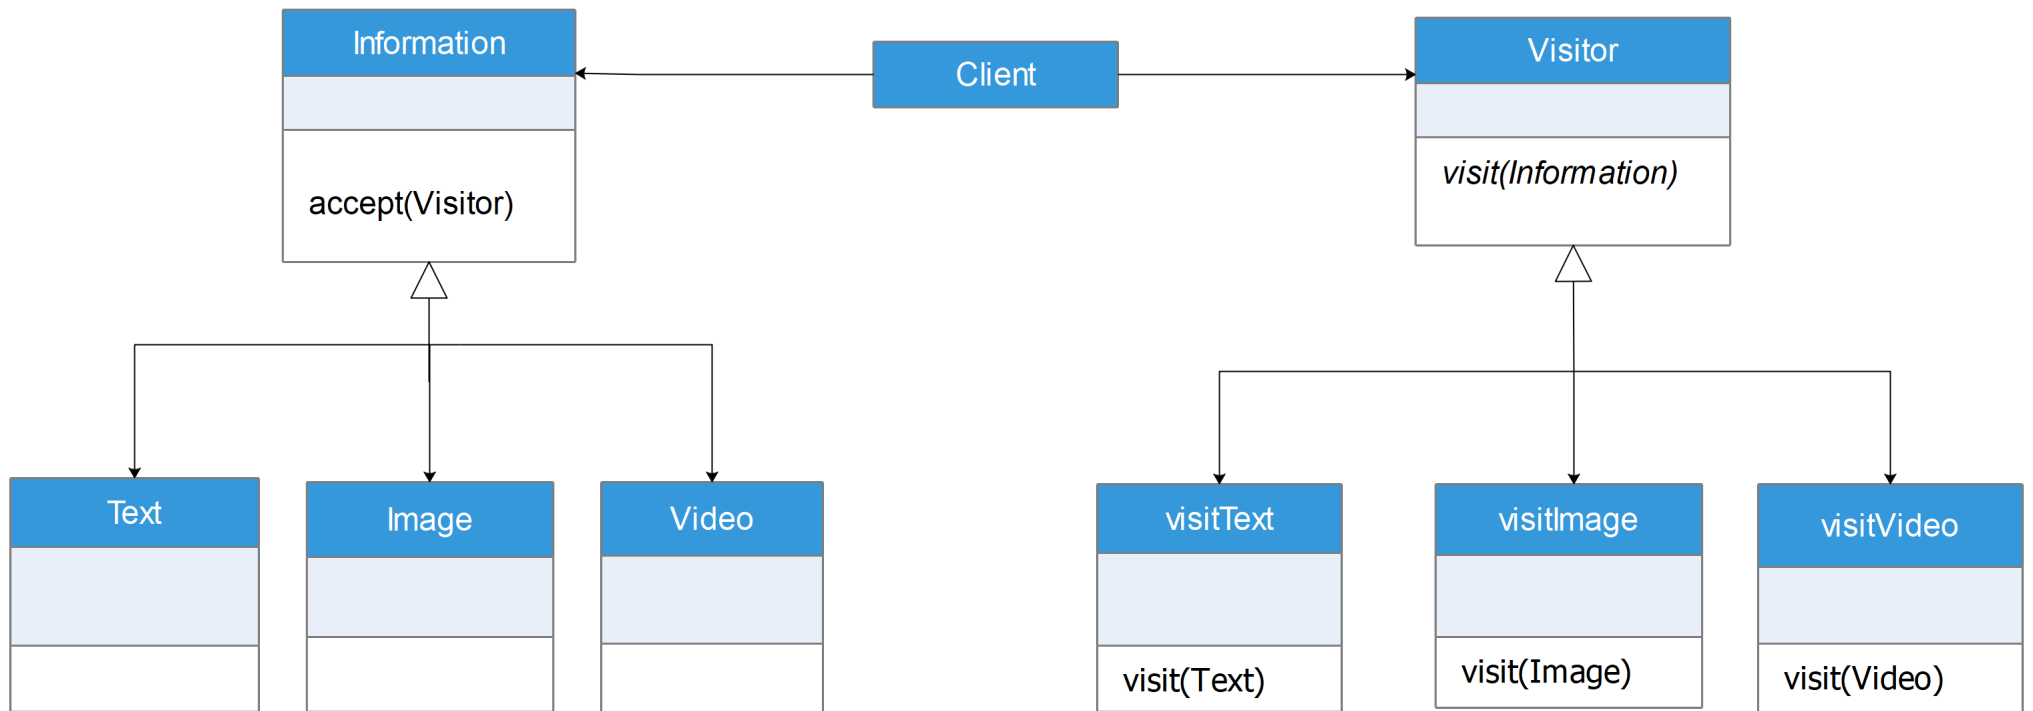 Information
accept(Visitor)
Client
Visitor
visit(Information)
Text
Image
Video
visitText
visit(Text)
visitImage
visit(Image)
visitVideo
visit(Video)